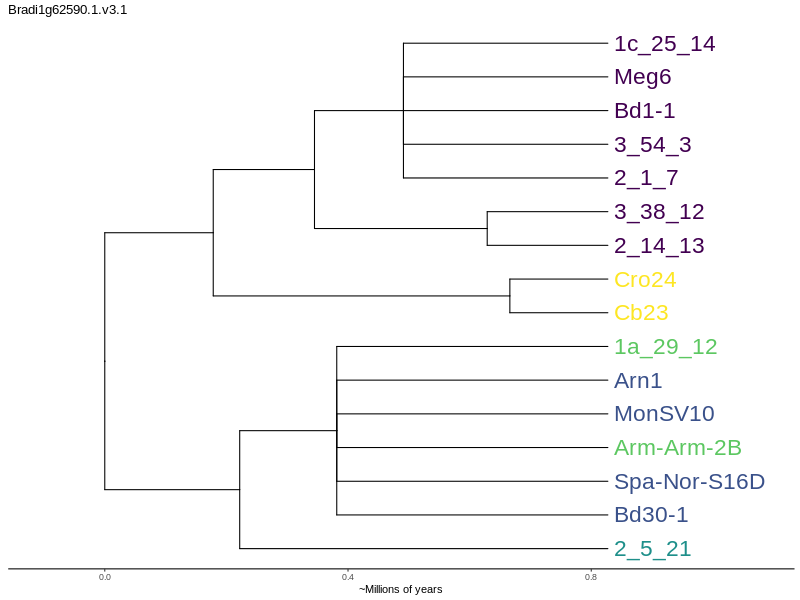 Bradi1g62590.1.v3.1
1c_25_14
Meg6
Bd1-1
3_54_3
2_1_7
3_38_12
2_14_13
Cro24
Cb23
1a_29_12
Arn1
MonSV10
Arm-Arm-2B
Spa-Nor-S16D
Bd30-1
2_5_21
0.0 0.4 0.8
~Millions of years